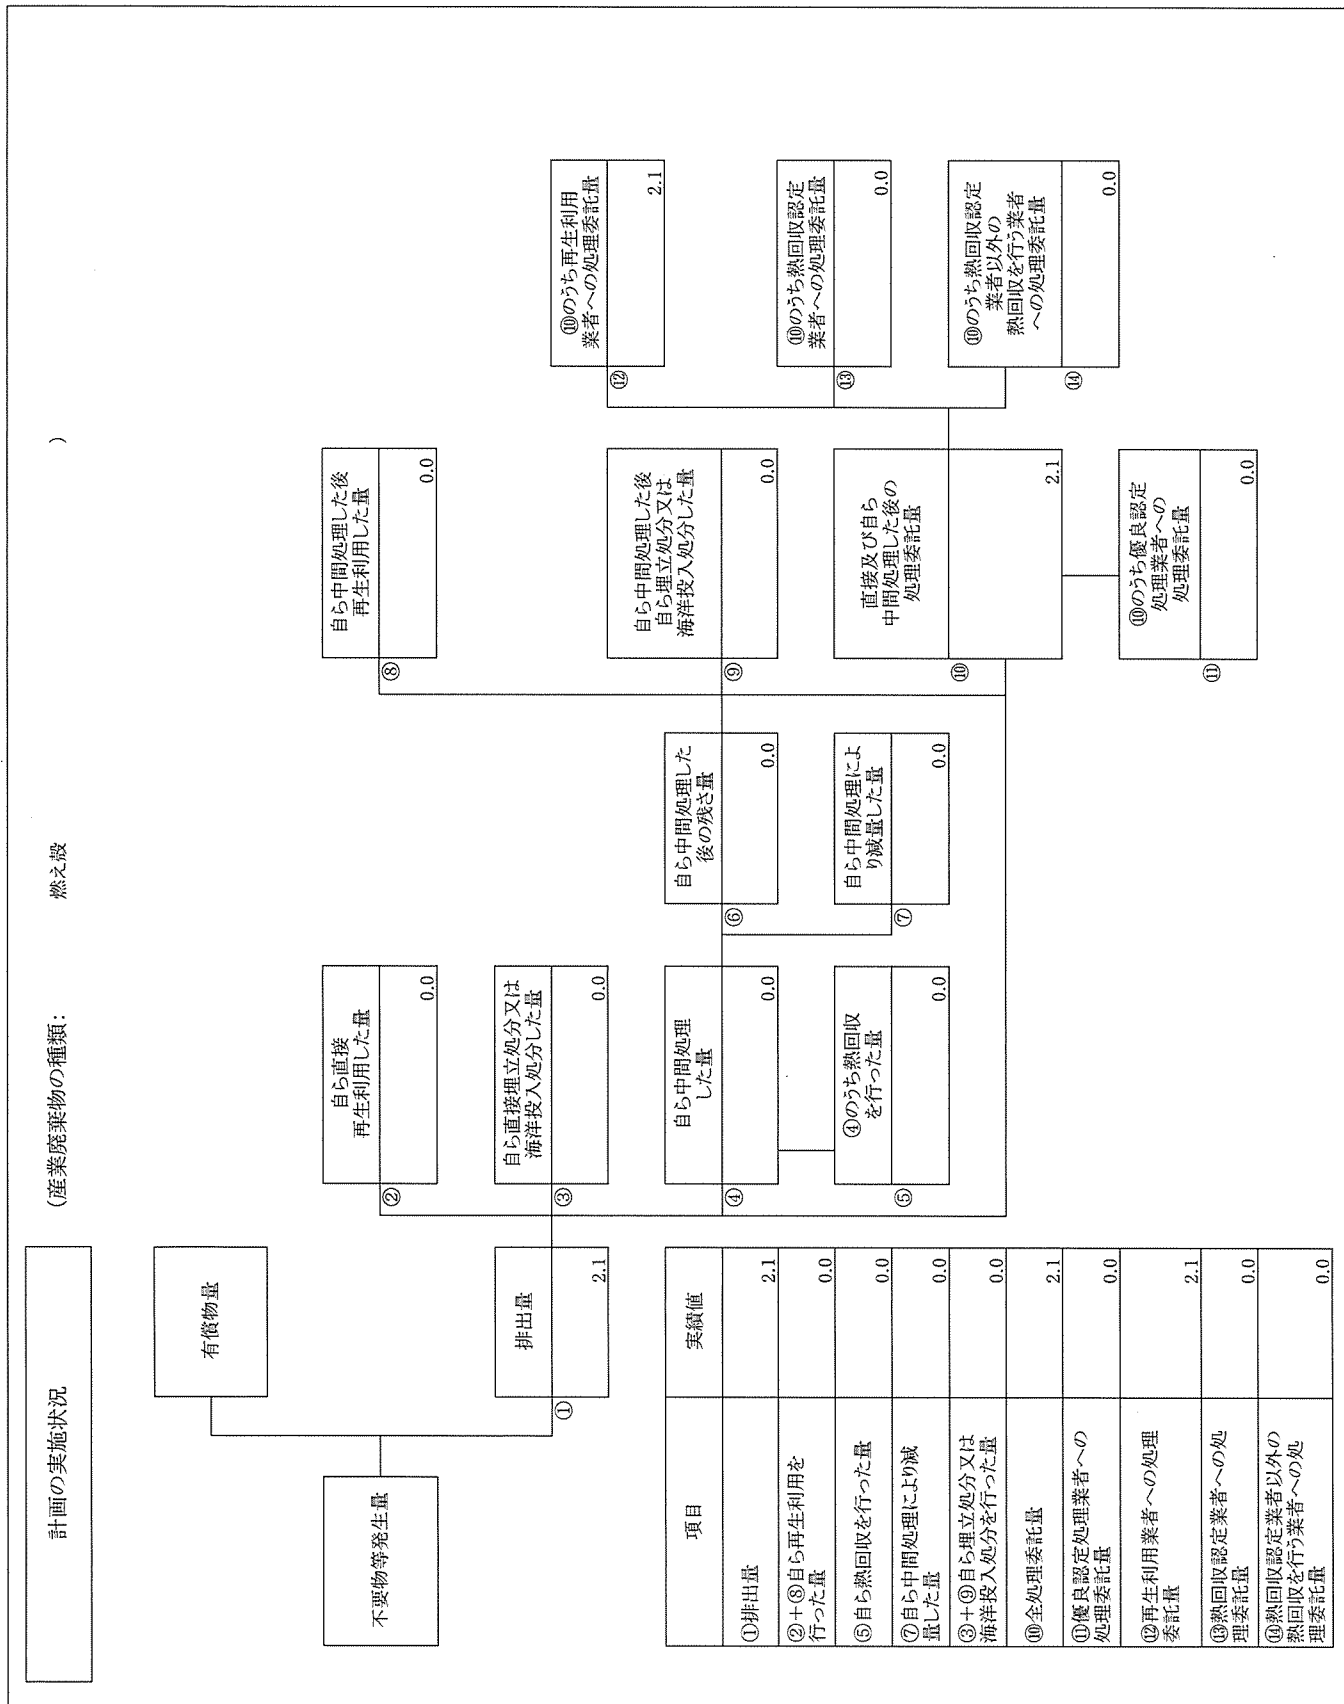 計画の実施状況
(産業廃棄物の種類:
燃え殻
)
不要物等発生量
有償物量
排出量
①
2.1
自ら直接
再生利用した量
②
0.0
自ら直接埋立処分又は
海洋投入処分した量
③
0.0
自ら中間処理
した量
④
0.0
④のうち熱回収
を行った量
⑤
0.0
自ら中間処理した
後の残さ量
⑥
0.0
自ら中間処理によ
り減量した量
⑦
0.0
自ら中間処理した後
再生利用した量
⑧
0.0
自ら中間処理した後
自ら埋立処分又は
海洋投入処分した量
⑨
0.0
直接及び自ら
中間処理した後の
処理委託量
⑩
2.1
⑩のうち優良認定
処理業者への
処理委託量
⑪
0.0
⑩のうち再生利用
業者への処理委託量
⑫
2.1
⑩のうち熱回収認定
業者への処理委託量
⑬
0.0
⑩のうち熱回収認定
業者以外の
熱回収を行う業者
への処理委託量
⑭
0.0
項目 実績値
①排出量 2.1
②+⑧自ら再生利用を
行った量 0.0
⑤自ら熱回収を行った量 0.0
⑦自ら中間処理により減
量した量 0.0
③+⑨自ら埋立処分又は
海洋投入処分を行った量 0.0
⑩全処理委託量 2.1
⑪優良認定処理業者への
処理委託量 0.0
⑫再生利用業者への処理
委託量 2.1
⑬熱回収認定業者への処
理委託量 0.0
⑭熱回収認定業者以外の
熱回収を行う業者への処
理委託量 0.0